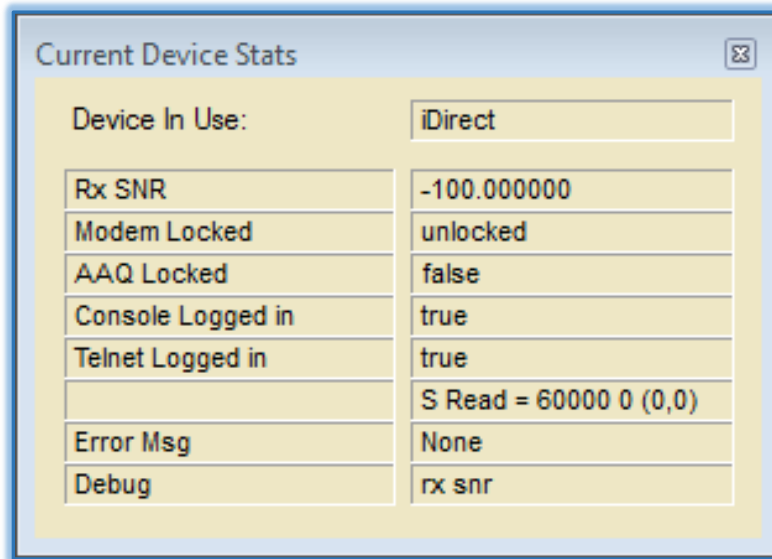 Current Device Stats
Device In Use: iDirect
Rx SNR -100.000000
Modem Locked unlocked
AAQ Locked false
Console Logged in true
Telnet Logged in true
S Read = 60000 0 (0,0)
Error Msg None
Debug rx snr